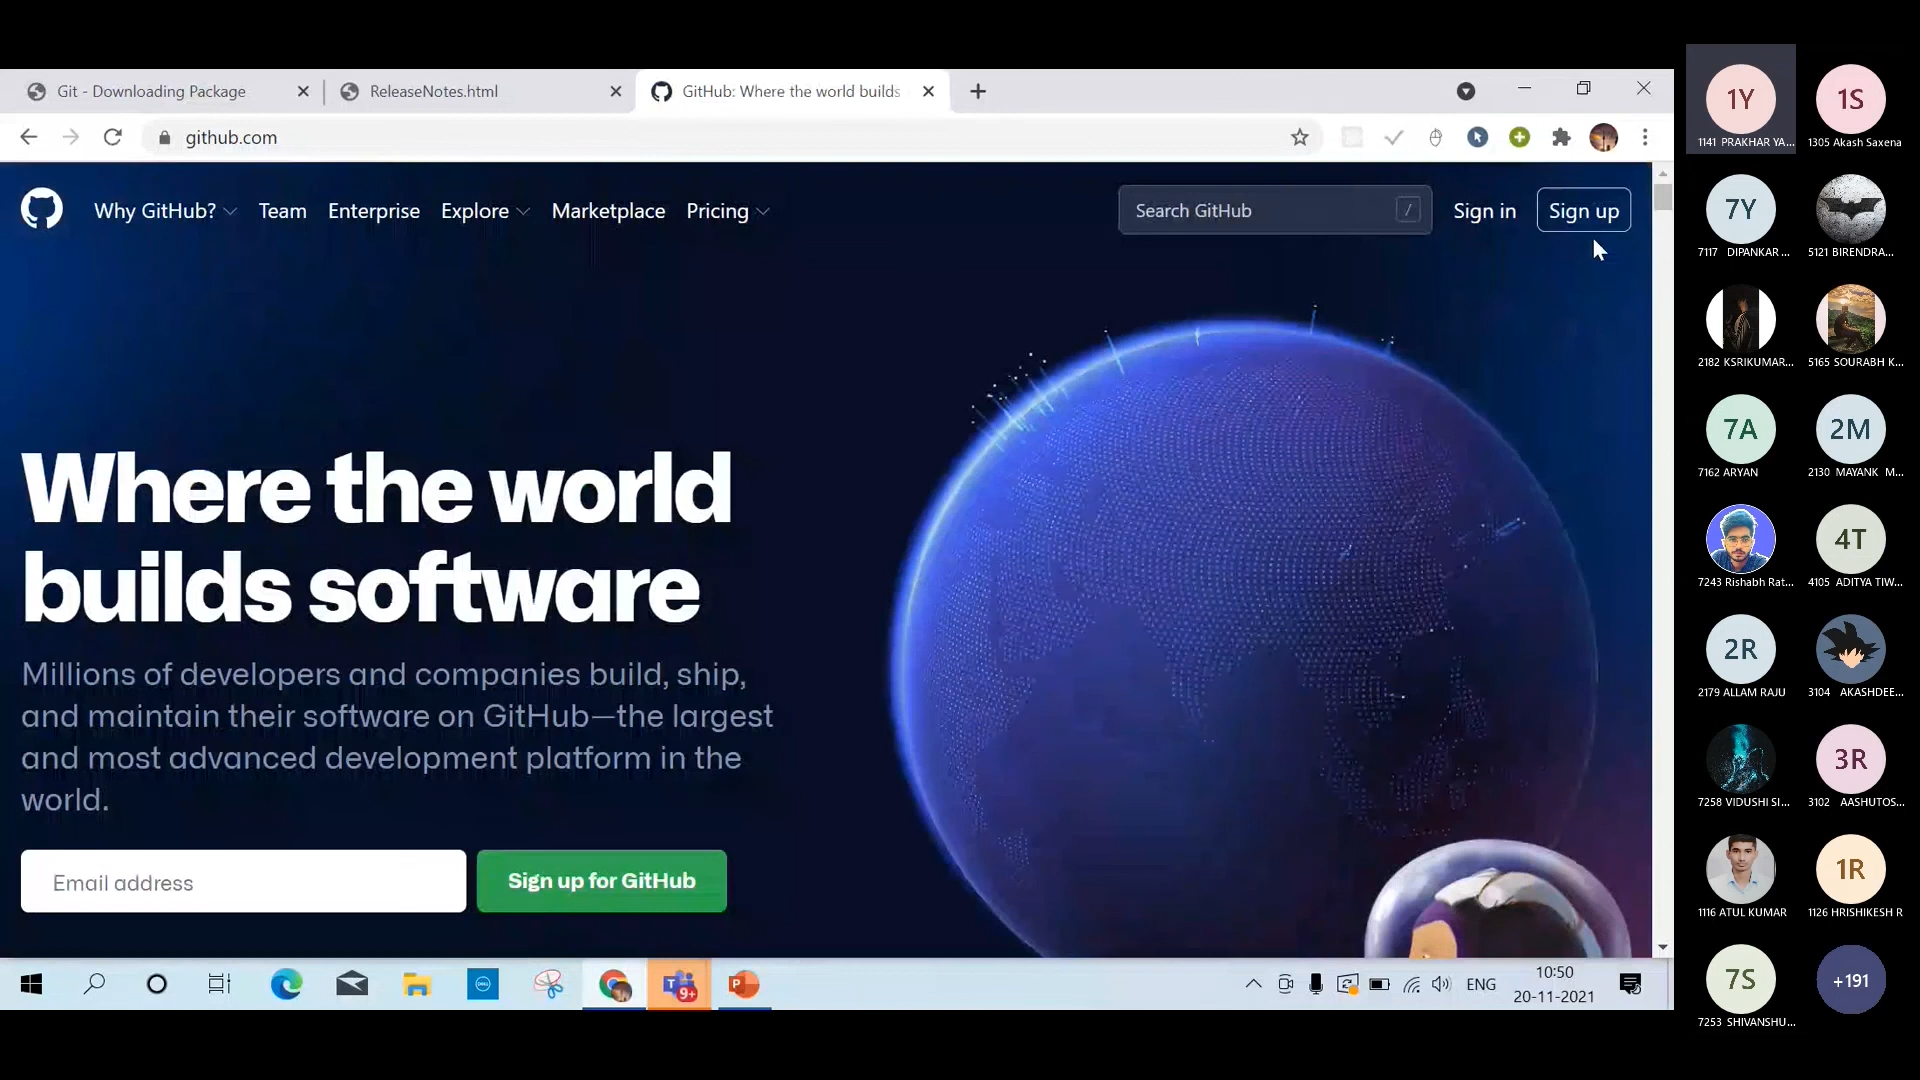 Git - Downloading Package
ReleaseNotes.html
GitHub: Where the world builds
github.com
Why GitHub?
Team
Enterprise
Explore
Marketplace
Pricing
Search GitHub
/
Sign in
Sign up
Where the world
builds software
Millions of developers and companies build, ship,
and maintain their software on GitHub—the largest
and most advanced development platform in the
world.
Email address
Sign up for GitHub
9+
ENG
10:50
20-11-2021
1Y
1141 PRAKHAR YA...
1S
1305 Akash Saxena
7Y
7117 DIPANKAR ...
5121 BIRENDRA...
2182 KSRIKUMAR...
5165 SOURABH K...
7A
7162 ARYAN
2M
2130 MAYANK M...
7243 Rishabh Rat...
4T
4105 ADITYA TIW...
2R
2179 ALLAM RAJU
3104 AKASHDEE...
7258 VIDUSHI SI...
3R
3102 AASHUTOS...
1116 ATUL KUMAR
1R
1126 HRISHIKESH R
7S
7253 SHIVANSHU...
+191